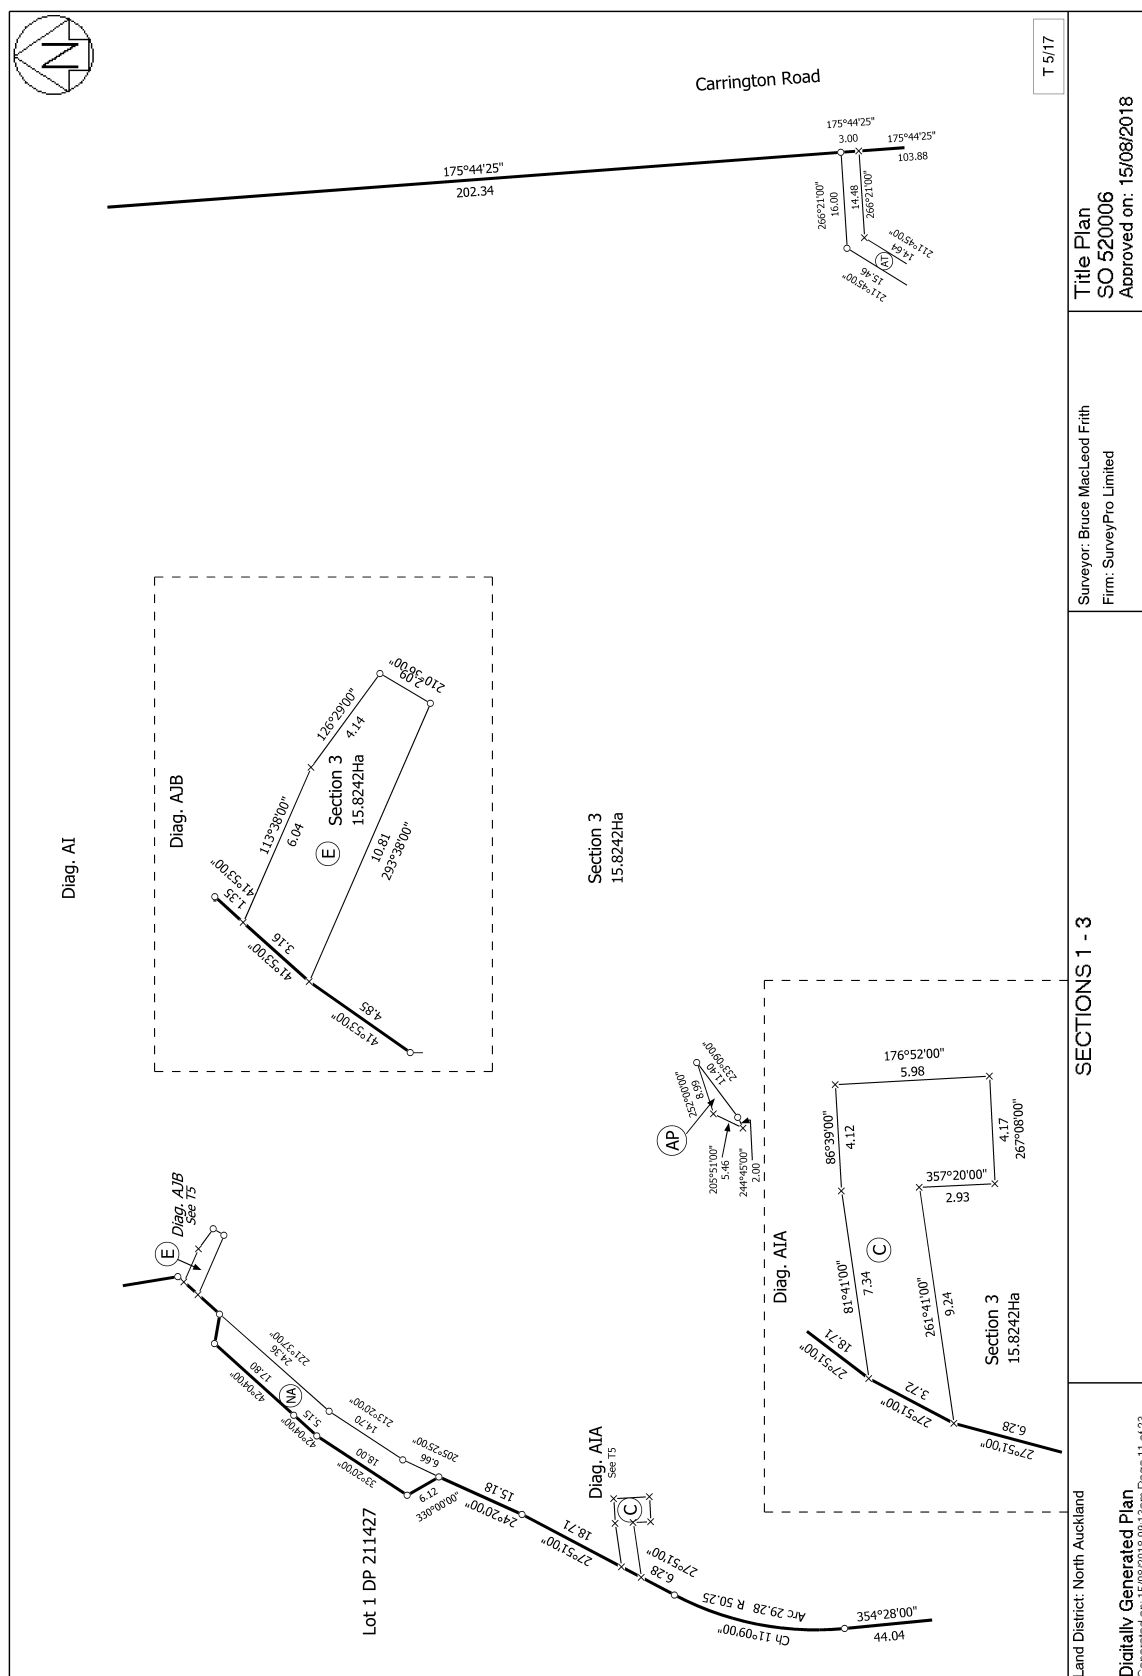 N
T 5/17
Carrington Road
175°44'25"
202.34
175°44'25"
3.00
175°44'25"
103.88
266°21'00"
16.00
14.48
266°21'00"
211°45'00"
14.64
AT
15.46
211°45'00"
Diag. AI
Diag. AJB
41°53'00"
1.35
113°38'00"
6.04
126°29'00"
4.14
2.09
210°36'00"
E
Section 3
15.8242Ha
10.81
293°38'00"
3.16
41°53'00"
4.85
41°53'00"
Section 3
15.8242Ha
AP
252°00'00"
8.99
11.40
233°09'00"
205°51'00"
5.46
244°45'00"
2.00
E
Diag. AJB
See T5
221°37'00"
24.36
17.80
42°04'00"
NA
5.15
42°04'00"
213°20'00"
14.70
18.00
33°20'00"
205°25'00"
6.66
6.12
330°00'00"
15.18
24°20'00"
Lot 1 DP 211427
18.71
27°51'00"
Diag. AIA
See T5
C
27°51'00"
6.28
Arc 29.28 R 50.25
Ch 11°09'00"
354°28'00"
44.04
Diag. AIA
176°52'00"
5.98
86°39'00"
4.12
4.17
267°08'00"
357°20'00"
2.93
81°41'00"
7.34
C
261°41'00"
9.24
Section 3
15.8242Ha
18.71
27°51'00"
3.72
27°51'00"
6.28
27°51'00"
Land District: North Auckland
Digitally Generated Plan
Generated on: 15/08/2018 09:13am Page 11 of 23
SECTIONS 1 - 3
Surveyor: Bruce MacLeod Frith
Firm: SurveyPro Limited
Title Plan
SO 520006
Approved on: 15/08/2018